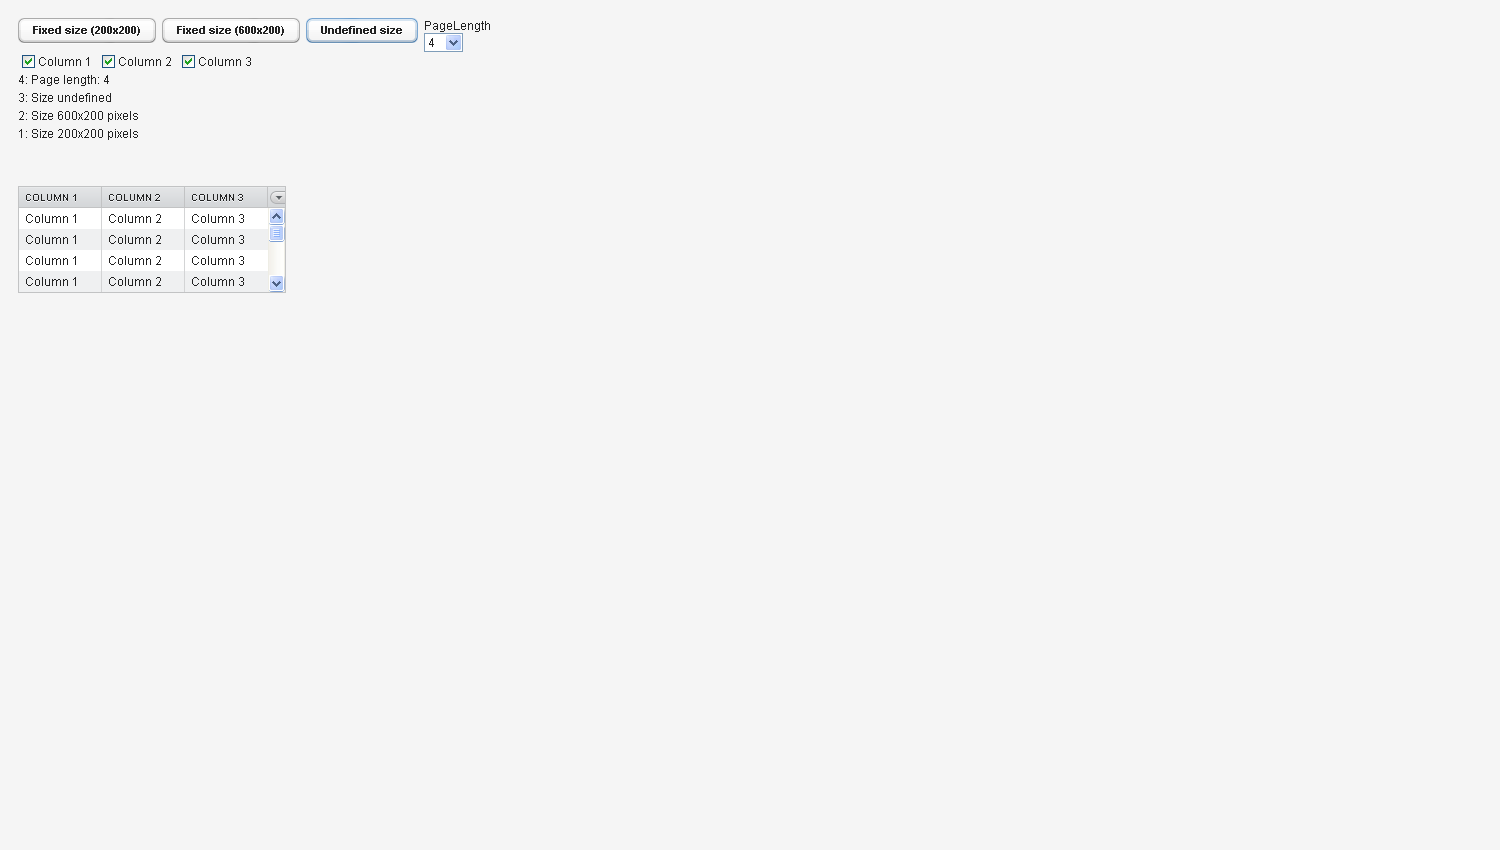 Fixed size (200x200) Fixed size (600x200) Undefined size PageLength
4
Column 1 Column 2 Column 3
4: Page length: 4
3: Size undefined
2: Size 600x200 pixels
1: Size 200x200 pixels
COLUMN 1 COLUMN 2 COLUMN 3
Column 1 Column 2 Column 3
Column 1 Column 2 Column 3
Column 1 Column 2 Column 3
Column 1 Column 2 Column 3